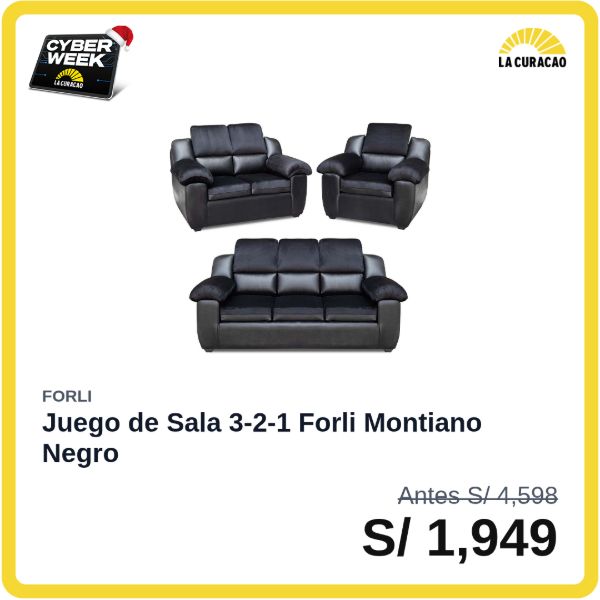 CYBER
WEEK
LA CURACAO
LA CURACAO
FORLI
Juego de Sala 3-2-1 Forli Montiano
Negro
Antes S/ 4,598
S/ 1,949